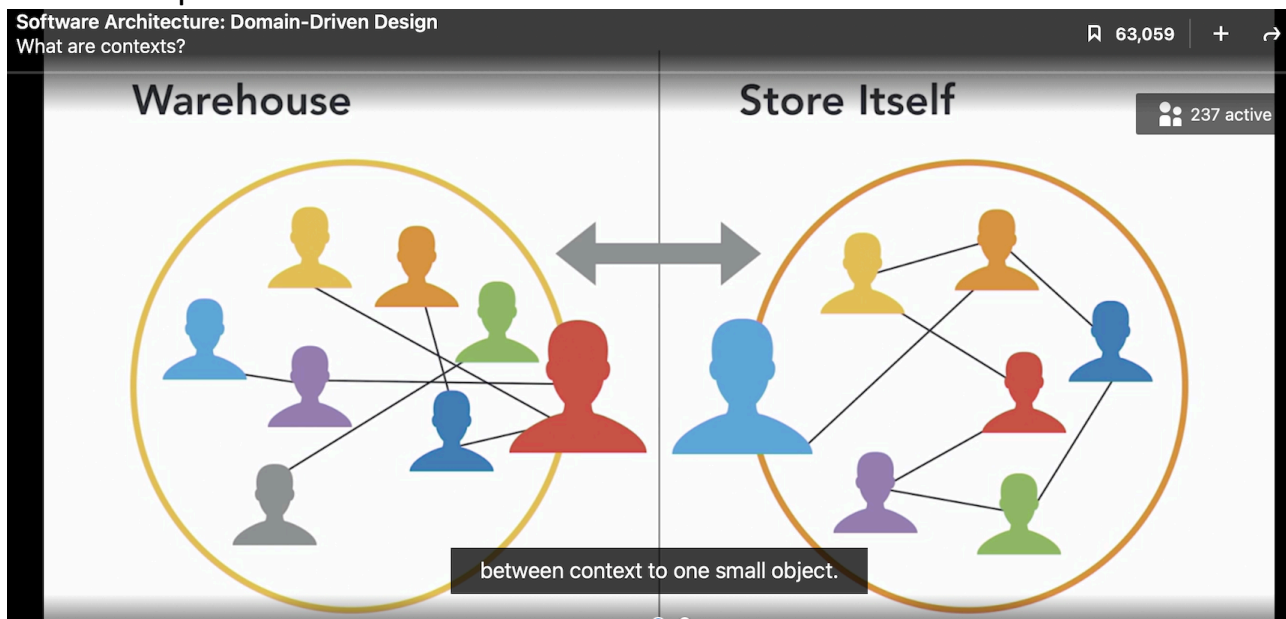 Software Architecture: Domain-Driven Design
What are contexts?
63,059
237 active
Warehouse
Store Itself
between context to one small object.